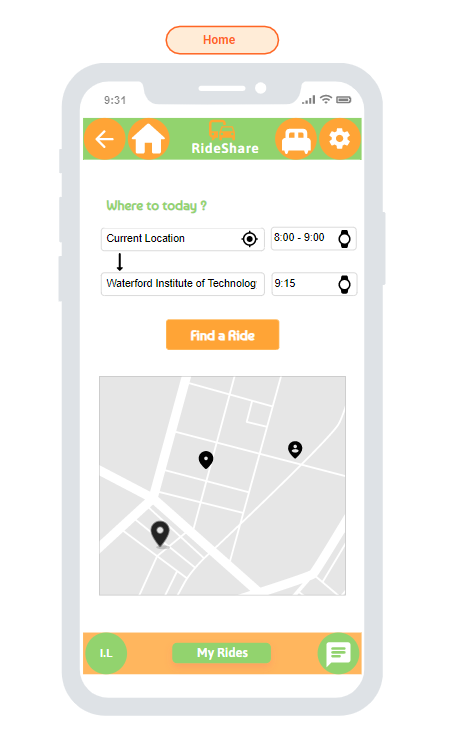 Home
9:31
RideShare
Where to today ?
Current Location
8:00 - 9:00
Waterford Institute of Technolog
9:15
Find a Ride
I.L
My Rides